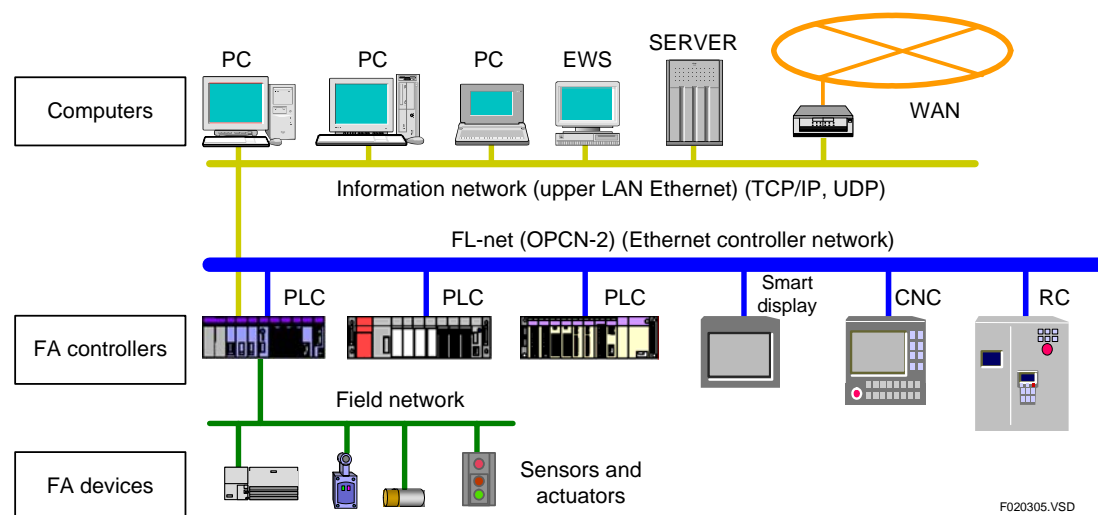 SERVER
PC
PC
PC
EWS
Computers
WAN
Information network (upper LAN Ethernet) (TCP/IP, UDP)
FL-net (OPCN-2) (Ethernet controller network)
Smart
display
PLC
PLC
PLC
CNC
RC
FA controllers
Field network
Sensors and
actuators
FA devices
F020305.VSD